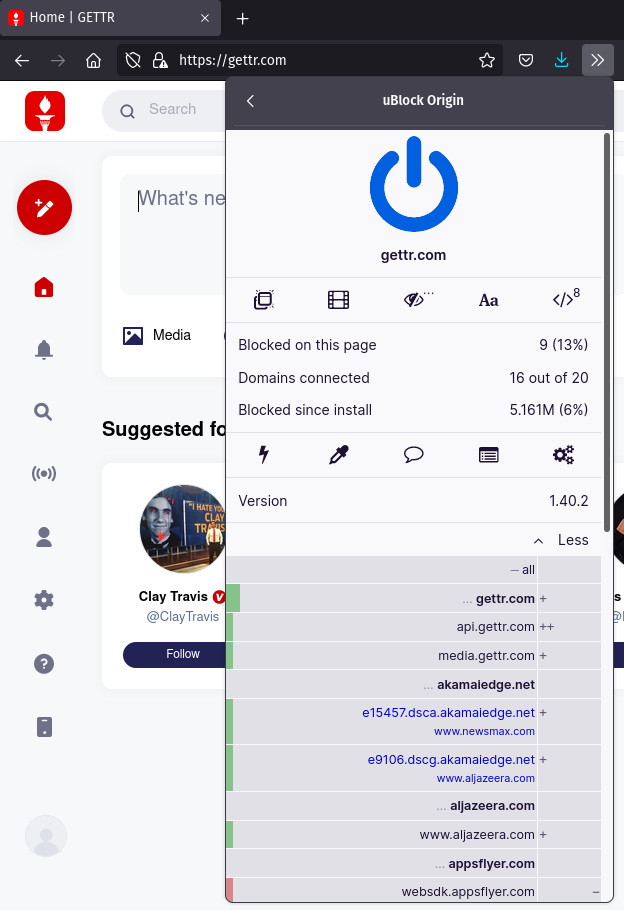 Home | GETTR
https://gettr.com
Search
What's ne
Media
Suggested fo
"I HATE YO
CLAY
TRAVIS
Clay Travis
@ClayTravis
Follow
uBlock Origin
gettr.com
Aa
</> 8
Blocked on this page 9 (13%)
Domains connected 16 out of 20
Blocked since install 5.161M (6%)
Version 1.40.2
Less
– all
... gettr.com +
api.gettr.com ++
media.gettr.com +
... akamaiedge.net
e15457.dsca.akamaiedge.net +
www.newsmax.com
e9106.dscg.akamaiedge.net +
www.aljazeera.com
... aljazeera.com
www.aljazeera.com +
... appsflyer.com
websdk.appsflyer.com –